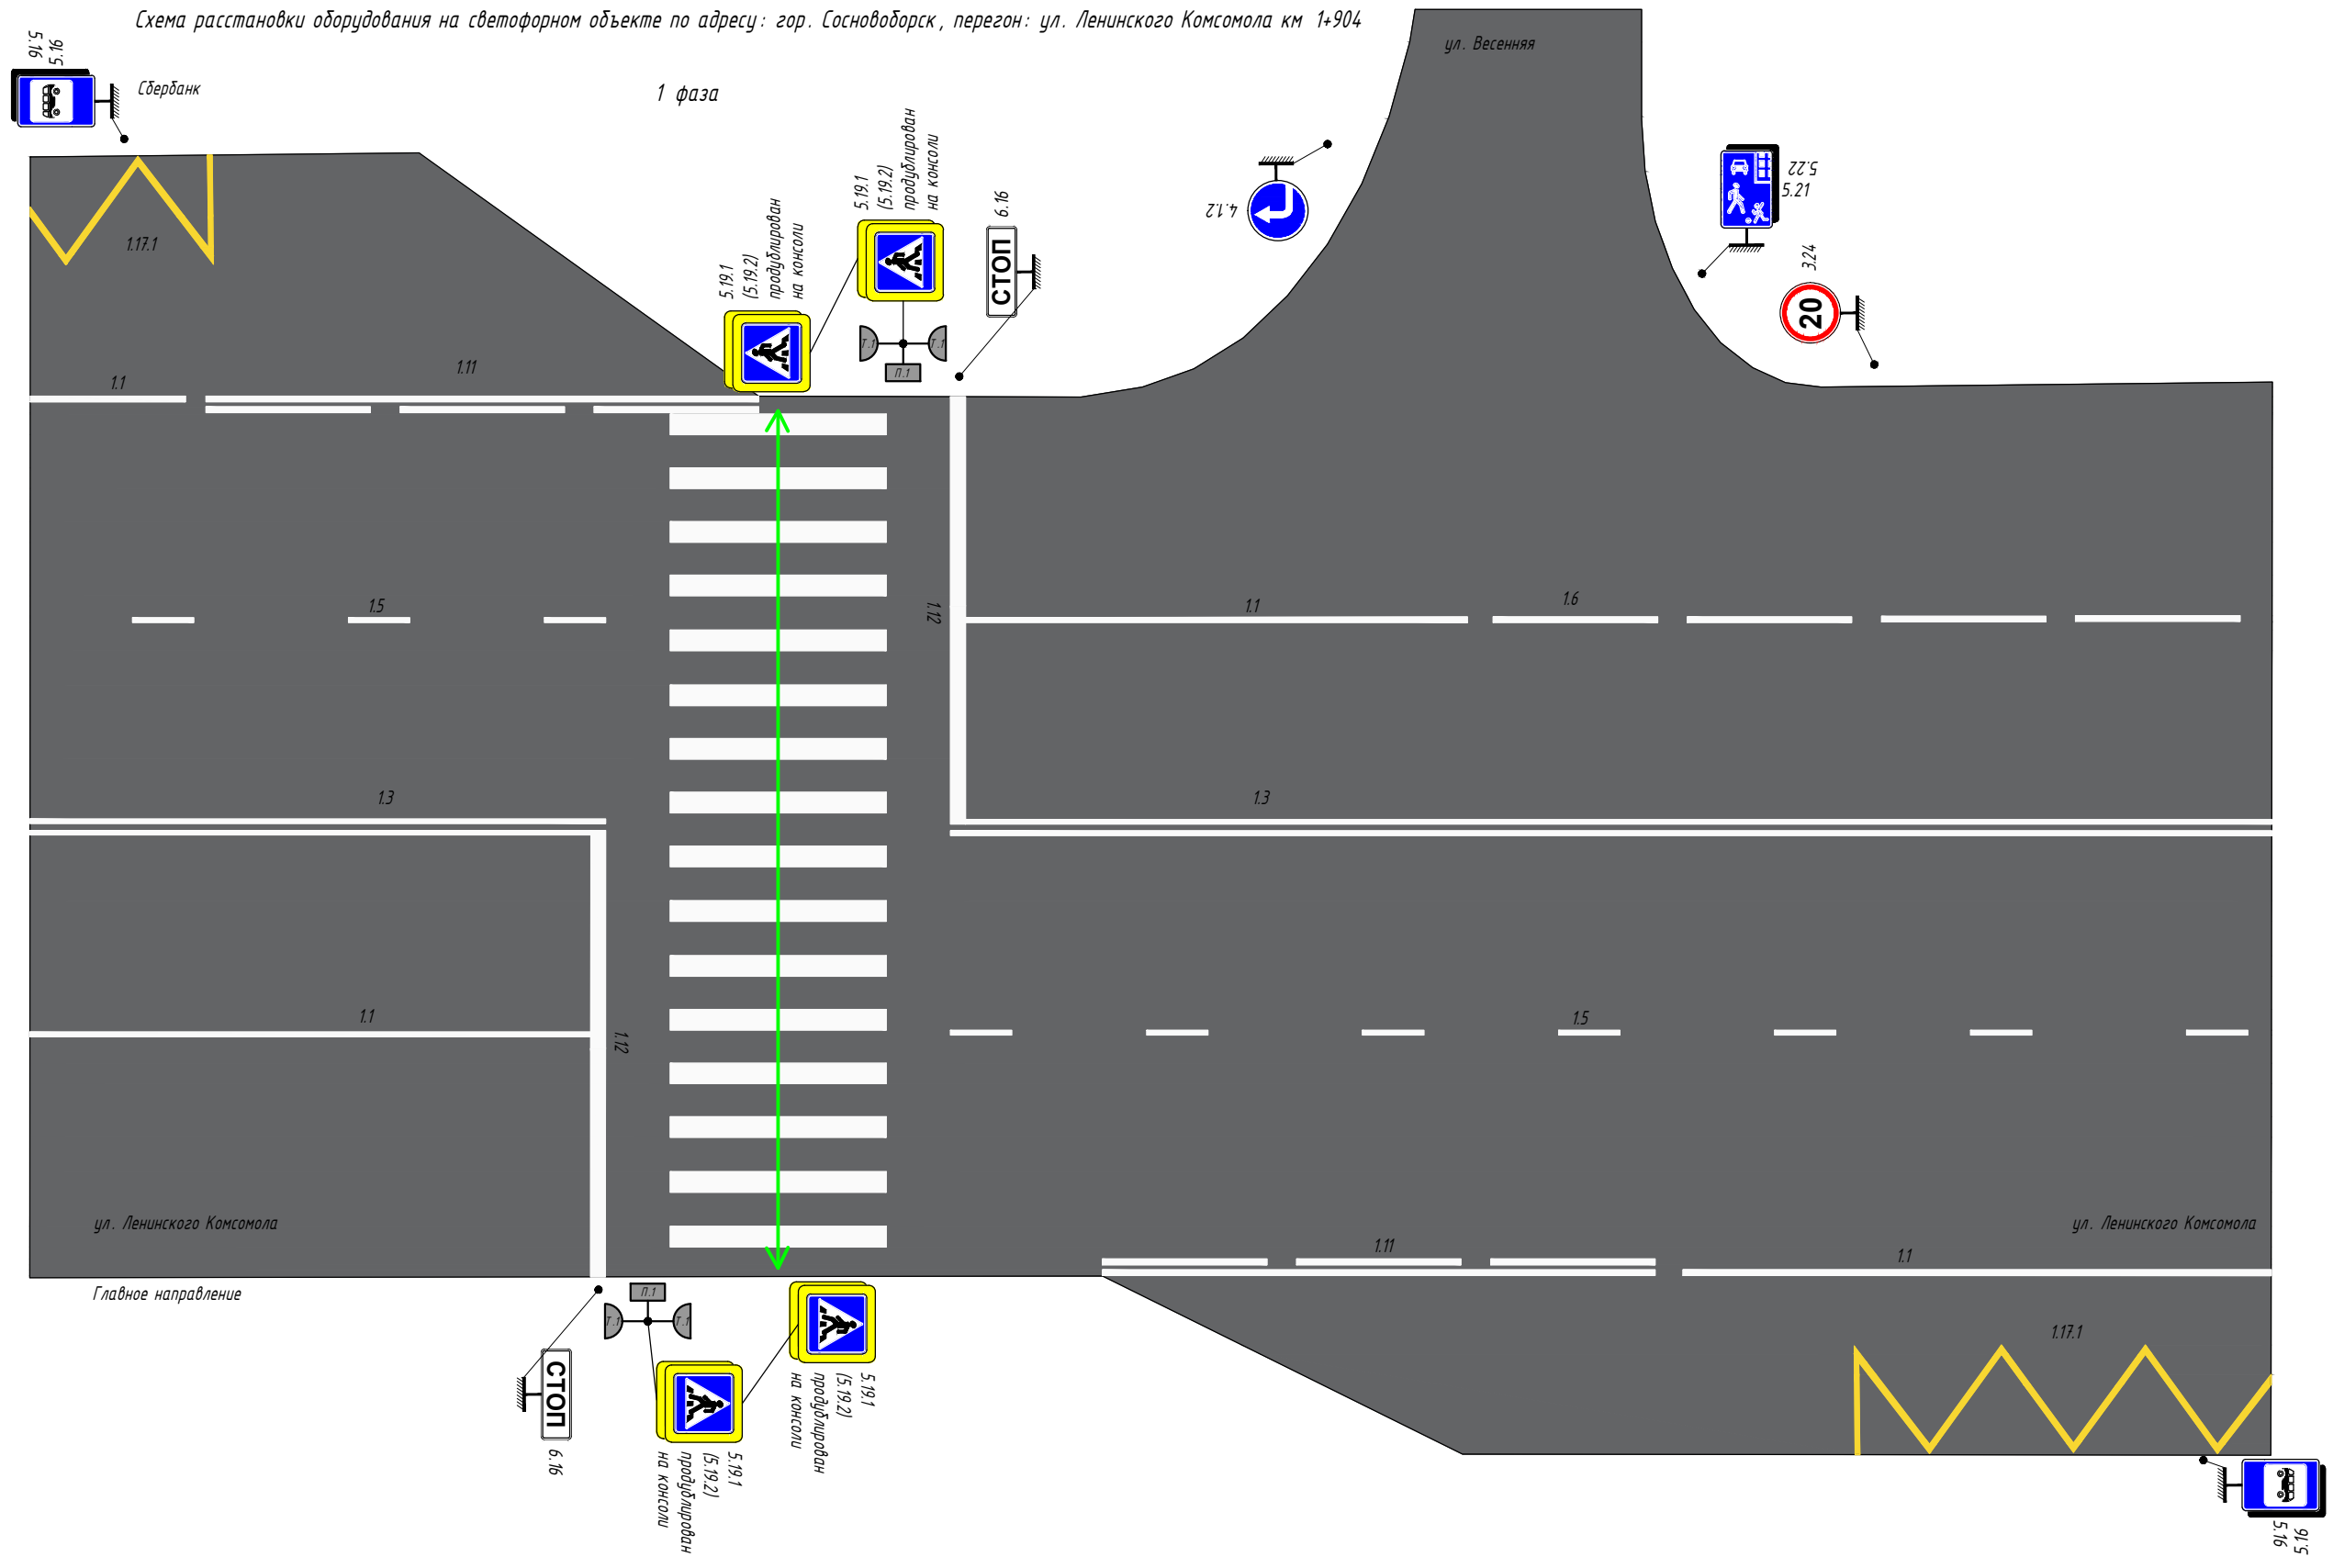 Схема расстановки оборудования на светофорном объекте по адресу: гор. Сосновоборск, перегон: ул. Ленинского Комсомола км 1+904
ул. Весенняя
5.16
5.16
Сбербанк
1 фаза
5.19.1
(5.19.2)
продублирован
на консоли
5.19.1
(5.19.2)
продублирован
на консоли
6.16
СТОП
4.1.2
5.22
5.21
3.24
20
1.17.1
Т.1
Т.1
П.1
1.1
1.11
1.5
1.12
1.1
1.6
1.3
1.3
1.1
1.12
1.5
ул. Ленинского Комсомола
ул. Ленинского Комсомола
1.11
1.1
Главное направление
П.1
Т.1
Т.1
1.17.1
СТОП
6.16
5.19.1
(5.19.2)
продублирован
на консоли
5.19.1
(5.19.2)
продублирован
на консоли
5.16
5.16